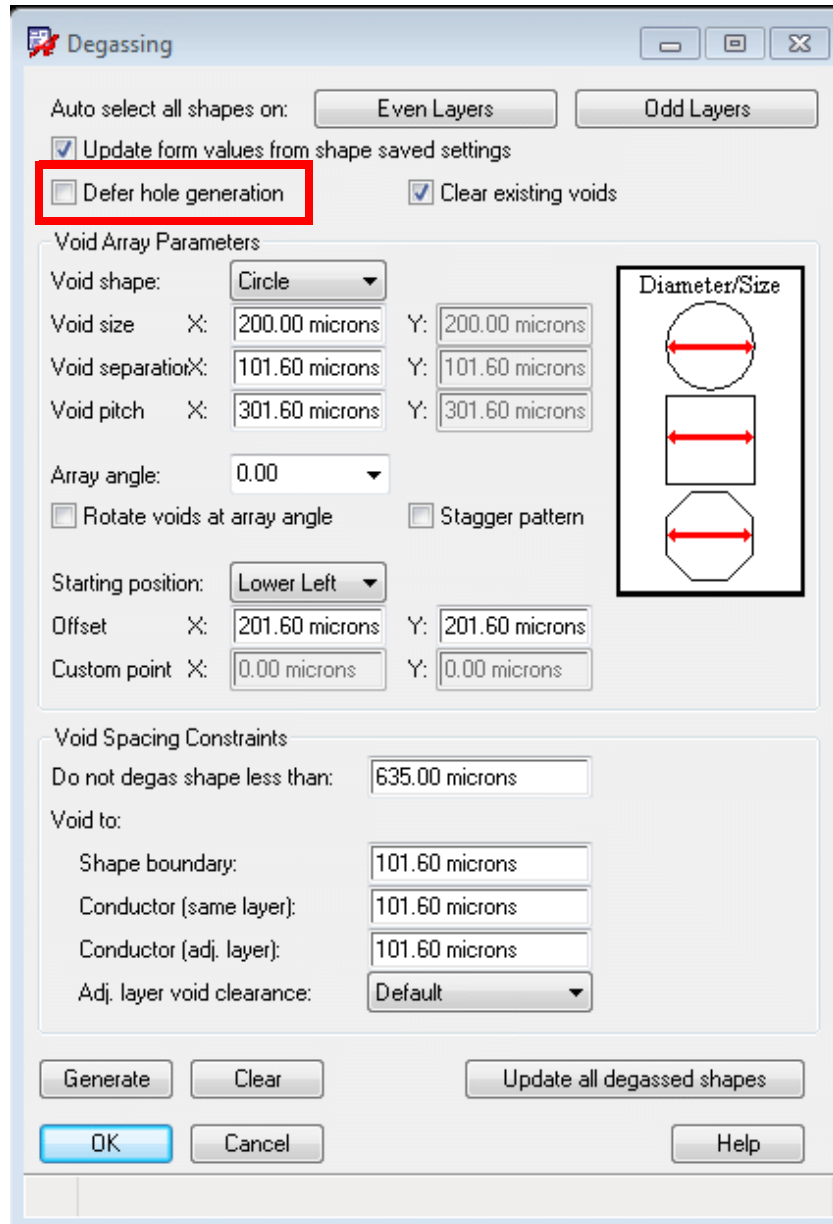 Degassing
Auto select all shapes on: Even Layers Odd Layers
Update form values from shape saved settings
Defer hole generation Clear existing voids
Void Array Parameters
Void shape: Circle Diameter/Size
Void size X: 200.00 microns Y: 200.00 microns
Void separation X: 101.60 microns Y: 101.60 microns
Void pitch X: 301.60 microns Y: 301.60 microns
Array angle: 0.00
Rotate voids at array angle Stagger pattern
Starting position: Lower Left
Offset X: 201.60 microns Y: 201.60 microns
Custom point X: 0.00 microns Y: 0.00 microns
Void Spacing Constraints
Do not degas shape less than: 635.00 microns
Void to:
Shape boundary: 101.60 microns
Conductor (same layer): 101.60 microns
Conductor (adj. layer): 101.60 microns
Adj. layer void clearance: Default
Generate Clear Update all degassed shapes
OK Cancel Help